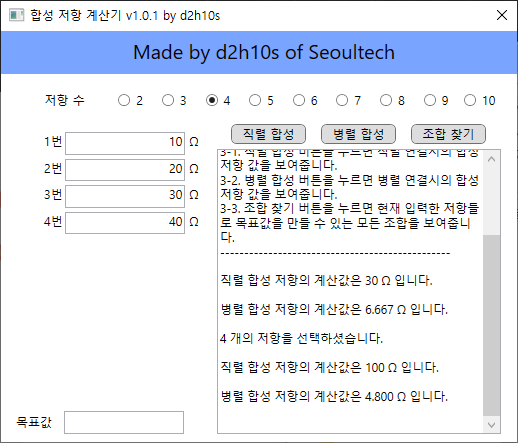 합성 저항 계산기 v1.0.1 by d2h10s
Made by d2h10s of Seoultech
저항 수 2 3 4 5 6 7 8 9 10
직렬 합성 병렬 합성 조합 찾기
1번 10 Ω
2번 20 Ω
3번 30 Ω
4번 40 Ω
3-1. 직렬 합성 버튼을 누르면 직렬 연결시의 합성
저항 값을 보여줍니다.
3-2. 병렬 합성 버튼을 누르면 병렬 연결시의 합성
저항 값을 보여줍니다.
3-3. 조합 찾기 버튼을 누르면 현재 입력한 저항들
로 목표값을 만들 수 있는 모든 조합을 보여줍니
다.
------------------------------------------------
직렬 합성 저항의 계산값은 30 Ω 입니다.
병렬 합성 저항의 계산값은 6.667 Ω 입니다.
4 개의 저항을 선택하셨습니다.
직렬 합성 저항의 계산값은 100 Ω 입니다.
병렬 합성 저항의 계산값은 4.800 Ω 입니다.
목표값